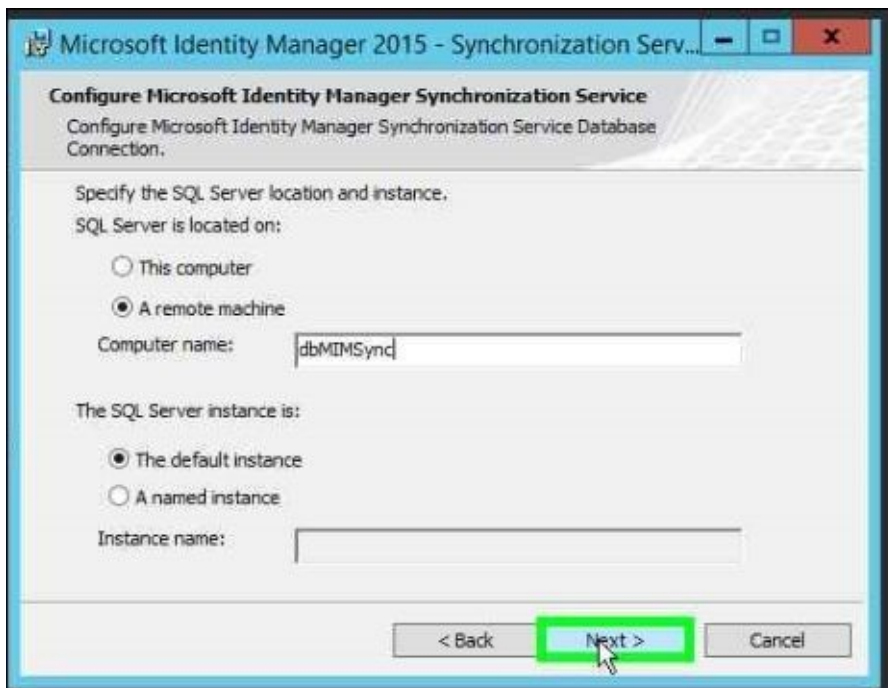 Microsoft Identity Manager 2015 - Synchronization Serv...
Configure Microsoft Identity Manager Synchronization Service
Configure Microsoft Identity Manager Synchronization Service Database
Connection.
Specify the SQL Server location and instance.
SQL Server is located on:
This computer
A remote machine
Computer name: dbMIMSync
The SQL Server instance is:
The default instance
A named instance
Instance name:
< Back Next > Cancel